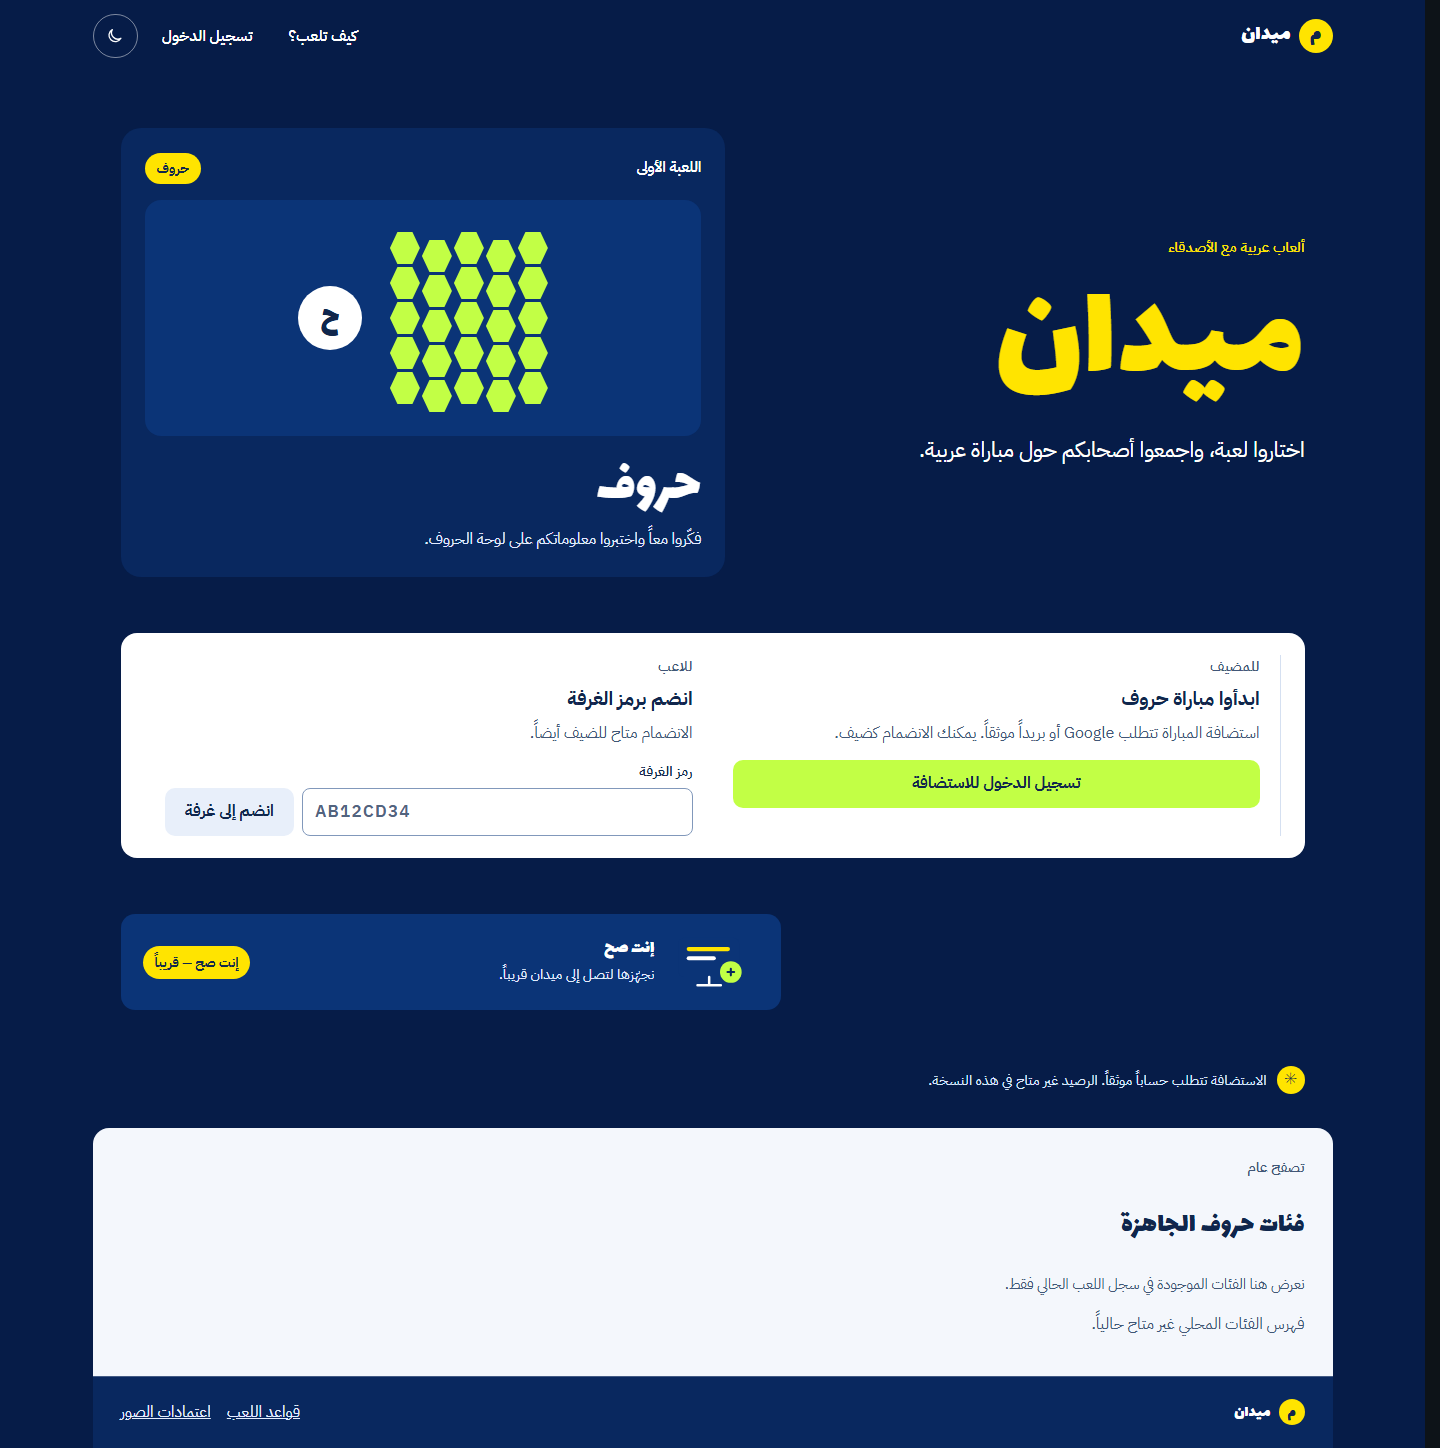 م ميدان
كيف تلعب؟
تسجيل الدخول
ألعاب عربية مع الأصدقاء
ميدان
اختاروا لعبة، واجمعوا أصحابكم حول مباراة عربية.
اللعبة الأولى
حروف
ح
حروف
فكّروا معاً واختبروا معلوماتكم على لوحة الحروف.
للمضيف
ابدأوا مباراة حروف
استضافة المباراة تتطلب Google أو بريداً موثقاً. يمكنك الانضمام كضيف.
تسجيل الدخول للاستضافة
للاعب
انضم برمز الغرفة
الانضمام متاح للضيف أيضاً.
رمز الغرفة
AB12CD34
انضم إلى غرفة
إنت صح
نجهّزها لتصل إلى ميدان قريباً.
إنت صح – قريباً
الاستضافة تتطلب حساباً موثقاً. الرصيد غير متاح في هذه النسخة.
تصفح عام
فئات حروف الجاهزة
نعرض هنا الفئات الموجودة في سجل اللعب الحالي فقط.
فهرس الفئات المحلي غير متاح حالياً.
م ميدان
قواعد اللعب
اعتمادات الصور